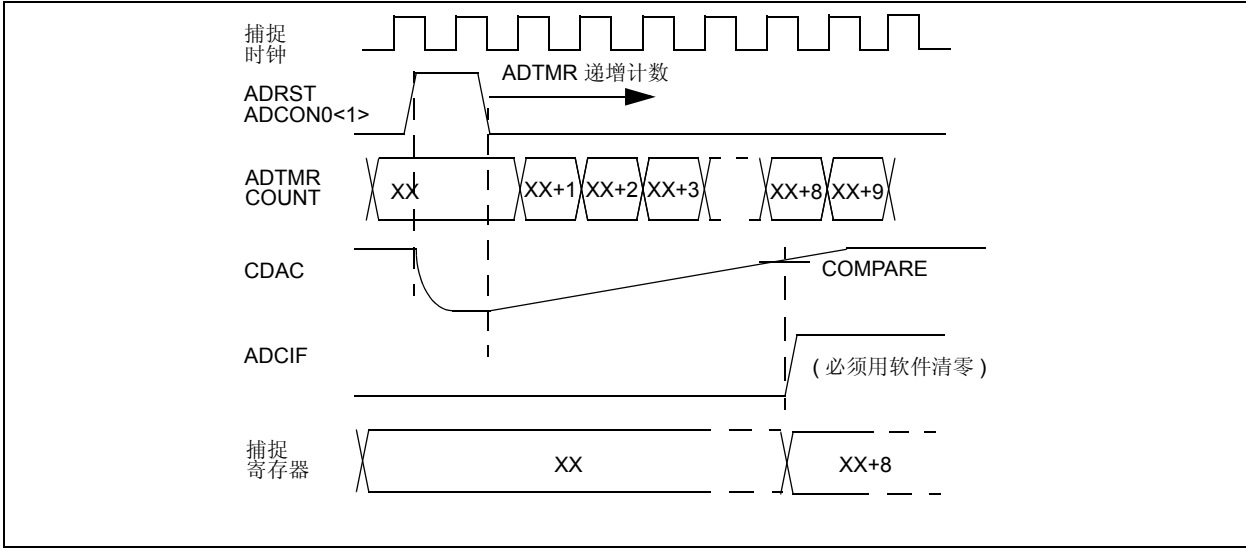 捕捉
时钟
ADTMR 递增计数
ADRST
ADCON0<1>
ADTMR
COUNT
XX
XX+1
XX+2
XX+3
XX+8
XX+9
CDAC
COMPARE
ADCIF
( 必须用软件清零 )
捕捉
寄存器
XX
XX+8